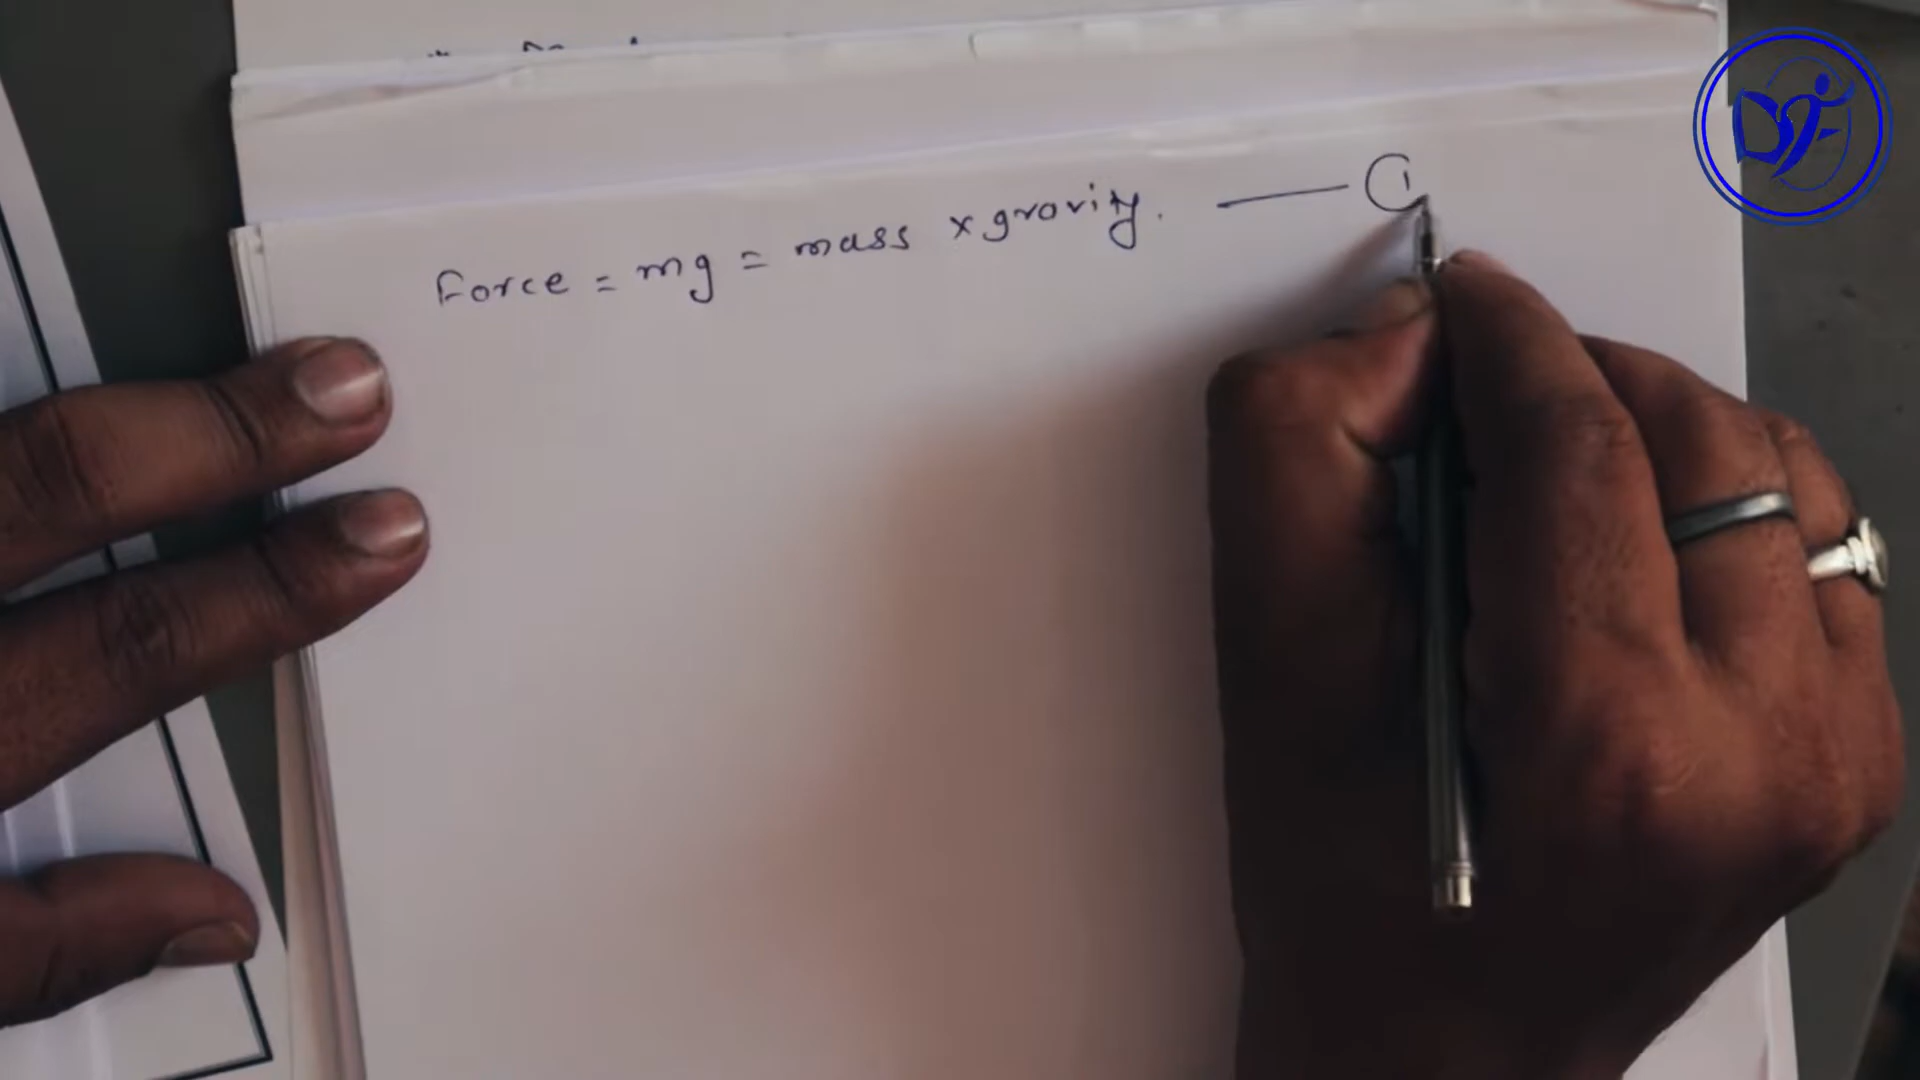 Force = mg = mass x gravity. — 1